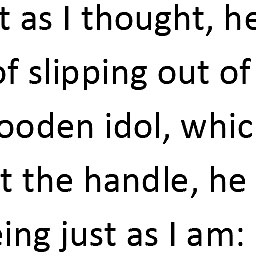 t as I thought, he
of slipping out of
ooden idol, whic
t the handle, he
eing just as I am: